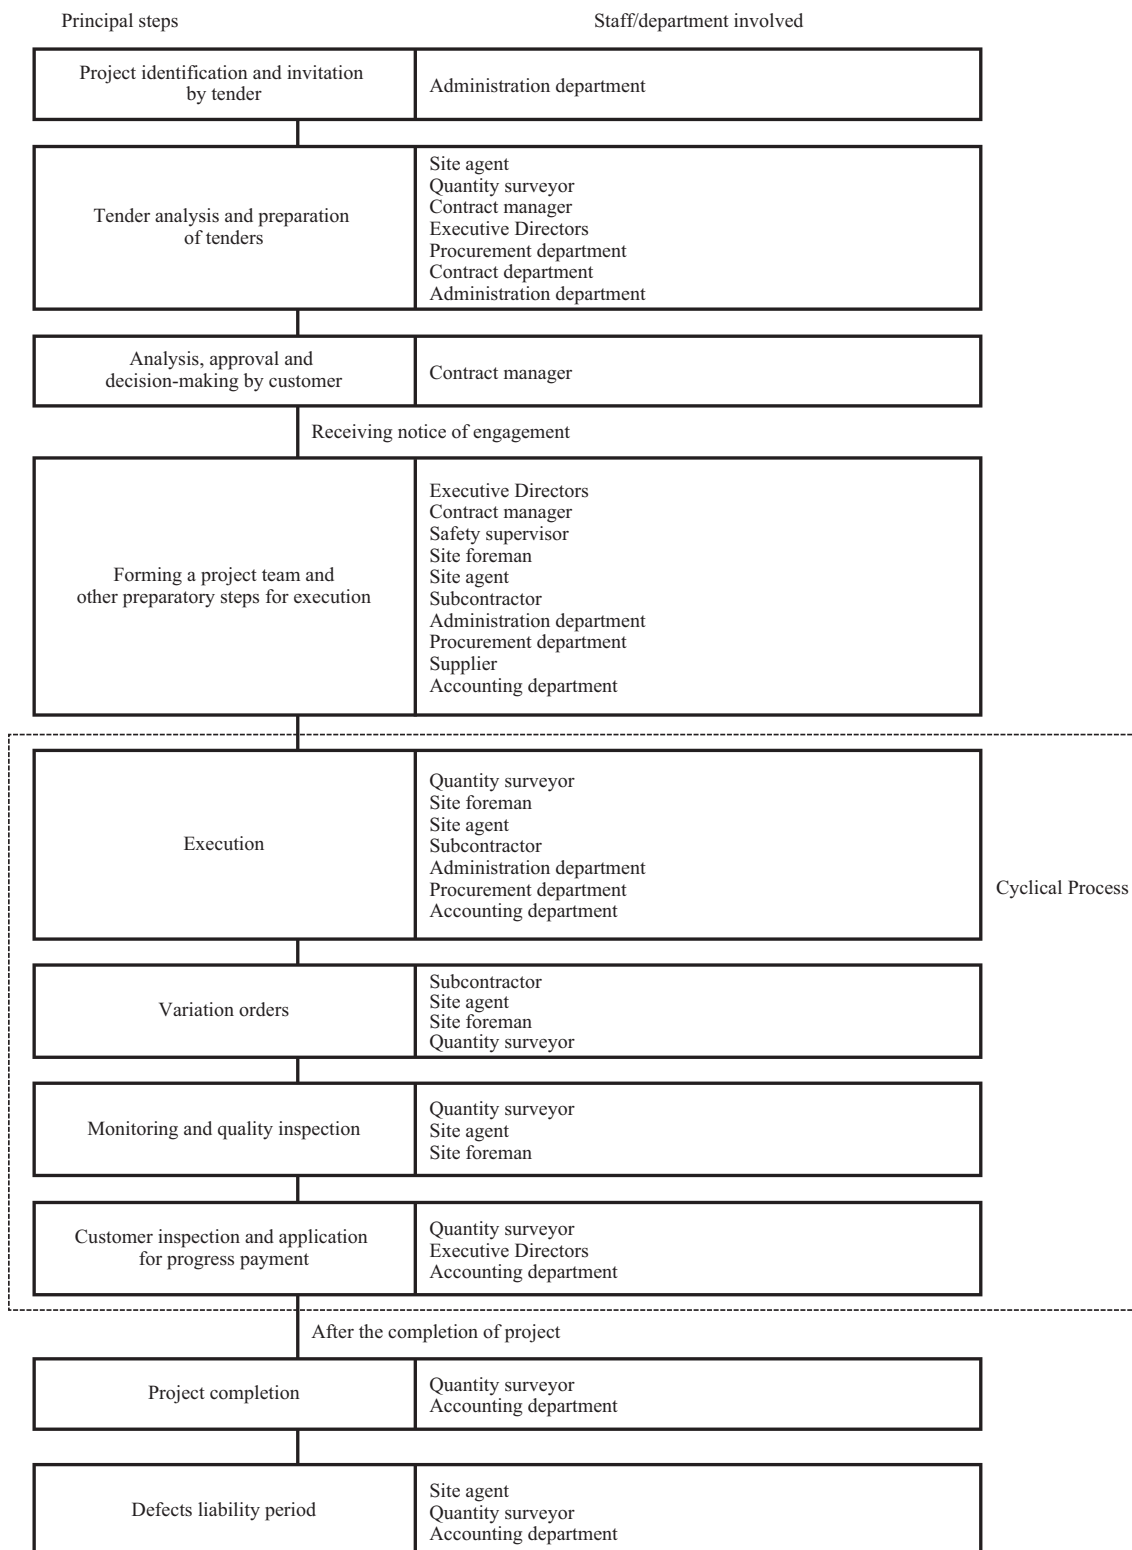 Principal steps
Staff/department involved
Project identification and invitation
by tender
Administration department
Tender analysis and preparation
of tenders
Site agent
Quantity surveyor
Contract manager
Executive Directors
Procurement department
Contract department
Administration department
Analysis, approval and
decision-making by customer
Contract manager
Receiving notice of engagement
Forming a project team and
other preparatory steps for execution
Executive Directors
Contract manager
Safety supervisor
Site foreman
Site agent
Subcontractor
Administration department
Procurement department
Supplier
Accounting department
Execution
Quantity surveyor
Site foreman
Site agent
Subcontractor
Administration department
Procurement department
Accounting department
Cyclical Process
Variation orders
Subcontractor
Site agent
Site foreman
Quantity surveyor
Monitoring and quality inspection
Quantity surveyor
Site agent
Site foreman
Customer inspection and application
for progress payment
Quantity surveyor
Executive Directors
Accounting department
After the completion of project
Project completion
Quantity surveyor
Accounting department
Defects liability period
Site agent
Quantity surveyor
Accounting department